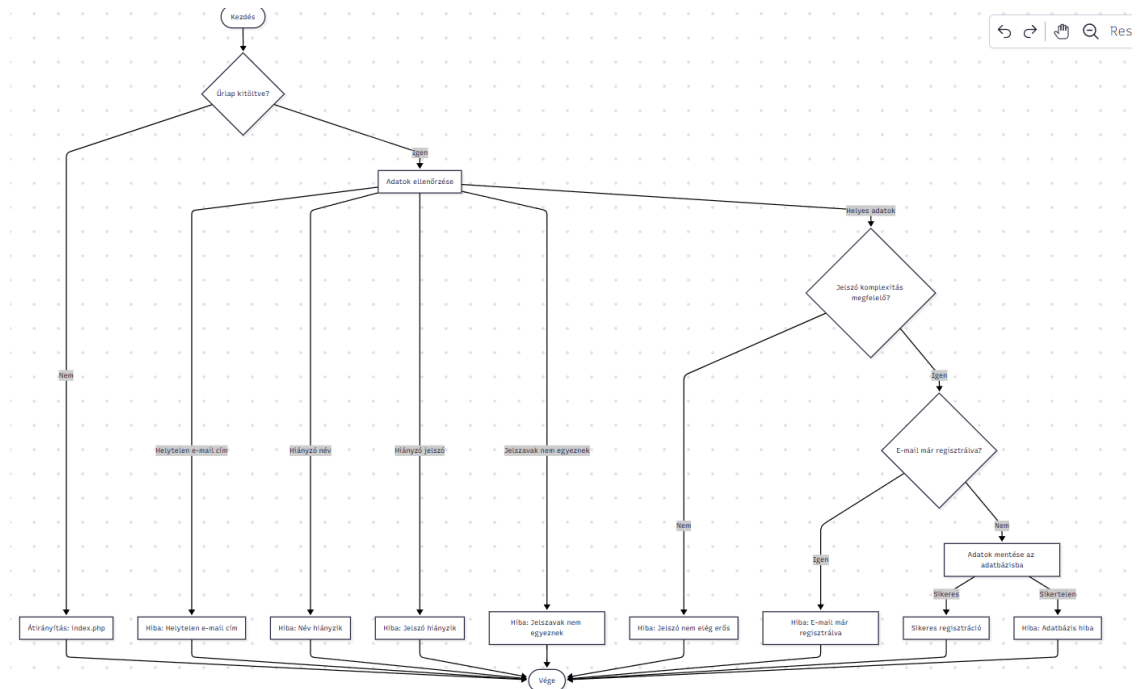 Kezdés
Res
Űrlap kitöltve?
Igen
Adatok ellenőrzése
Helyes adatok
Jelszó komplexitás
megfelelő?
Nem
Igen
Helytelen e-mail cím
Hiányzó név
Hiányzó jelszó
Jelszavak nem egyeznek
E-mail már regisztrálva?
Nem
Nem
Igen
Adatok mentése az
adatbázisba
Sikeres
Sikertelen
Átirányítás: index.php
Hiba: Helytelen e-mail cím
Hiba: Név hiányzik
Hiba: Jelszó hiányzik
Hiba: Jelszavak nem
egyeznek
Hiba: Jelszó nem elég erős
Hiba: E-mail már
regisztrálva
Sikeres regisztráció
Hiba: Adatbázis hiba
Vége